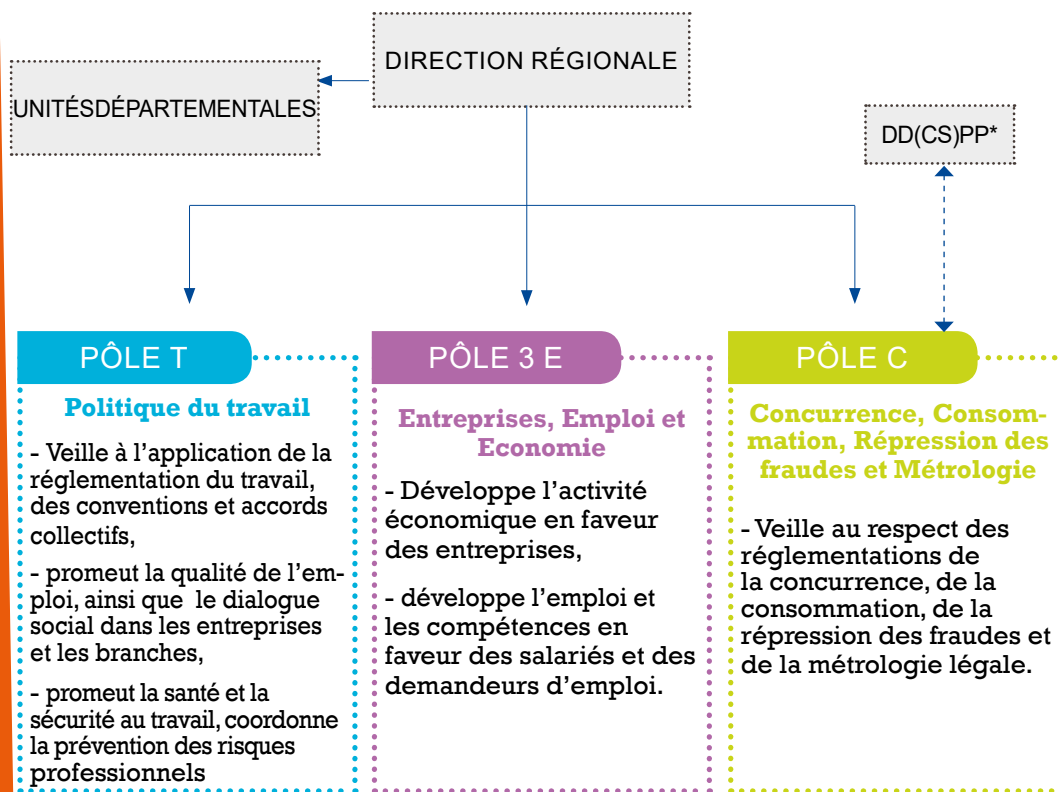 DIRECTION RÉGIONALE
UNITÉSDÉPARTEMENTALES
DD(CS)PP*
PÔLE T
Politique du travail
- Veille à l’application de la
réglementation du travail,
des conventions et accords
collectifs,
- promeut la qualité de l’em-
ploi, ainsi que le dialogue
social dans les entreprises
et les branches,
- promeut la santé et la
sécurité au travail, coordonne
la prévention des risques
professionnels
PÔLE 3 E
Entreprises, Emploi et
Economie
- Développe l’activité
économique en faveur
des entreprises,
- développe l’emploi et
les compétences en
faveur des salariés et des
demandeurs d’emploi.
PÔLE C
Concurrence, Consom-
mation, Répression des
fraudes et Métrologie
- Veille au respect des
réglementations de
la concurrence, de la
consommation, de la
répression des fraudes et
de la métrologie légale.